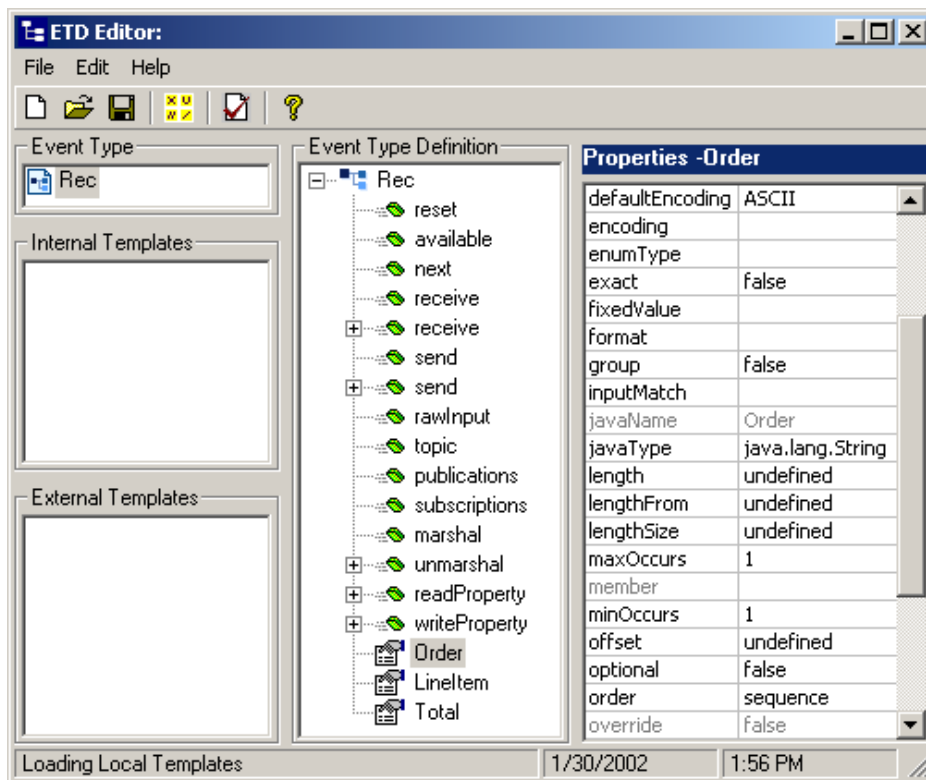 ETD Editor:
File Edit Help
Event Type
Rec
Internal Templates
External Templates
Event Type Definition
Rec
reset
available
next
receive
receive
send
send
rawInput
topic
publications
subscriptions
marshal
unmarshal
readProperty
writeProperty
Order
LineItem
Total
Properties -Order
defaultEncoding ASCII
encoding
enumType
exact false
fixedValue
format
group false
inputMatch
javaName Order
javaType java.lang.String
length undefined
lengthFrom undefined
lengthSize undefined
maxOccurs 1
member
minOccurs 1
offset undefined
optional false
order sequence
override false
Loading Local Templates 1/30/2002 1:56 PM